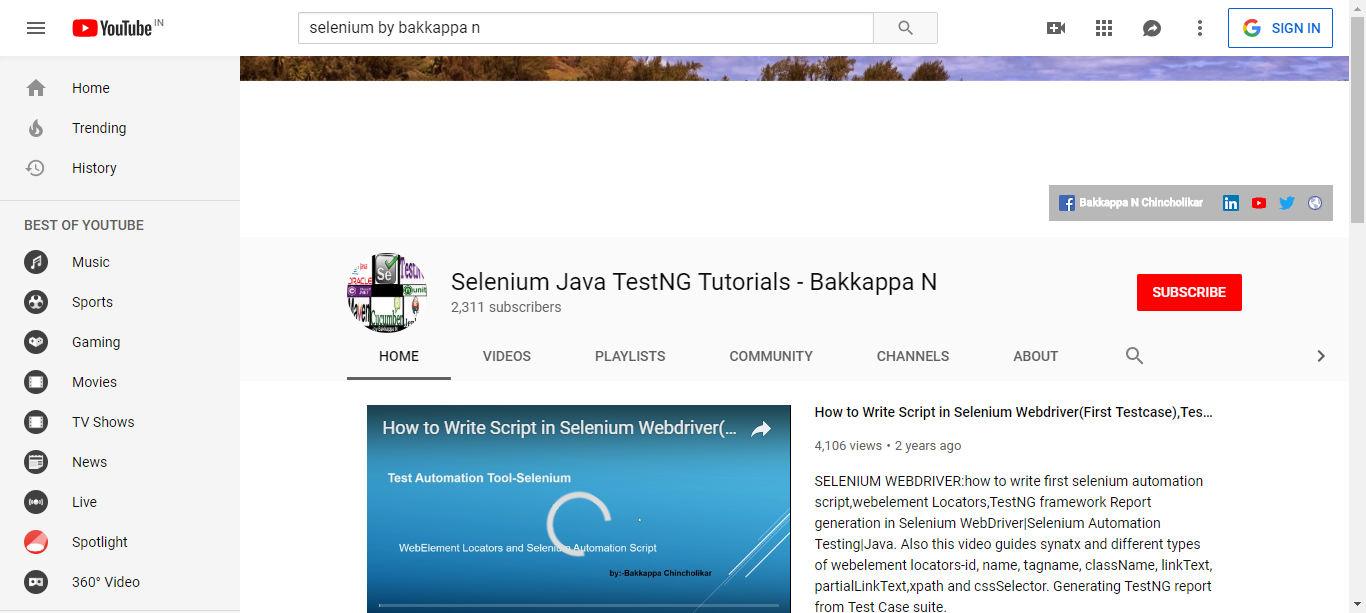 YouTube IN
selenium by bakkappa n
SIGN IN
Home
Trending
History
BEST OF YOUTUBE
Music
Sports
Gaming
Movies
TV Shows
News
Live
Spotlight
360° Video
Bakkappa N Chincholikar
Selenium Java TestNG Tutorials - Bakkappa N
2,311 subscribers
SUBSCRIBE
HOME VIDEOS PLAYLISTS COMMUNITY CHANNELS ABOUT
How to Write Script in Selenium Webdriver(...
Test Automation Tool-Selenium
WebElement Locators and Selenium Automation Script
by:-Bakkappa Chincholikar
How to Write Script in Selenium Webdriver(First Testcase),Tes...
4,106 views • 2 years ago
SELENIUM WEBDRIVER:how to write first selenium automation
script,webelement Locators,TestNG framework Report
generation in Selenium WebDriver|Selenium Automation
Testing|Java. Also this video guides synatx and different types
of webelement locators-id, name, tagname, className, linkText,
partialLinkText,xpath and cssSelector. Generating TestNG report
from Test Case suite.